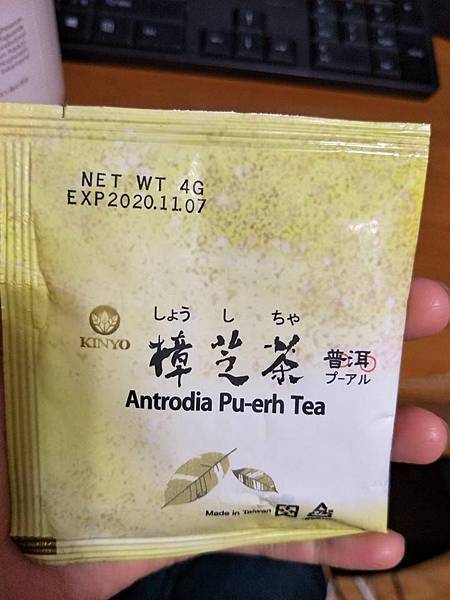 NET WT 4G
EXP2020.11.07
KINYO
しょう し ちゃ
樟芝茶
普洱
プーアル
Antrodia Pu-erh Tea
Made in Taiwan